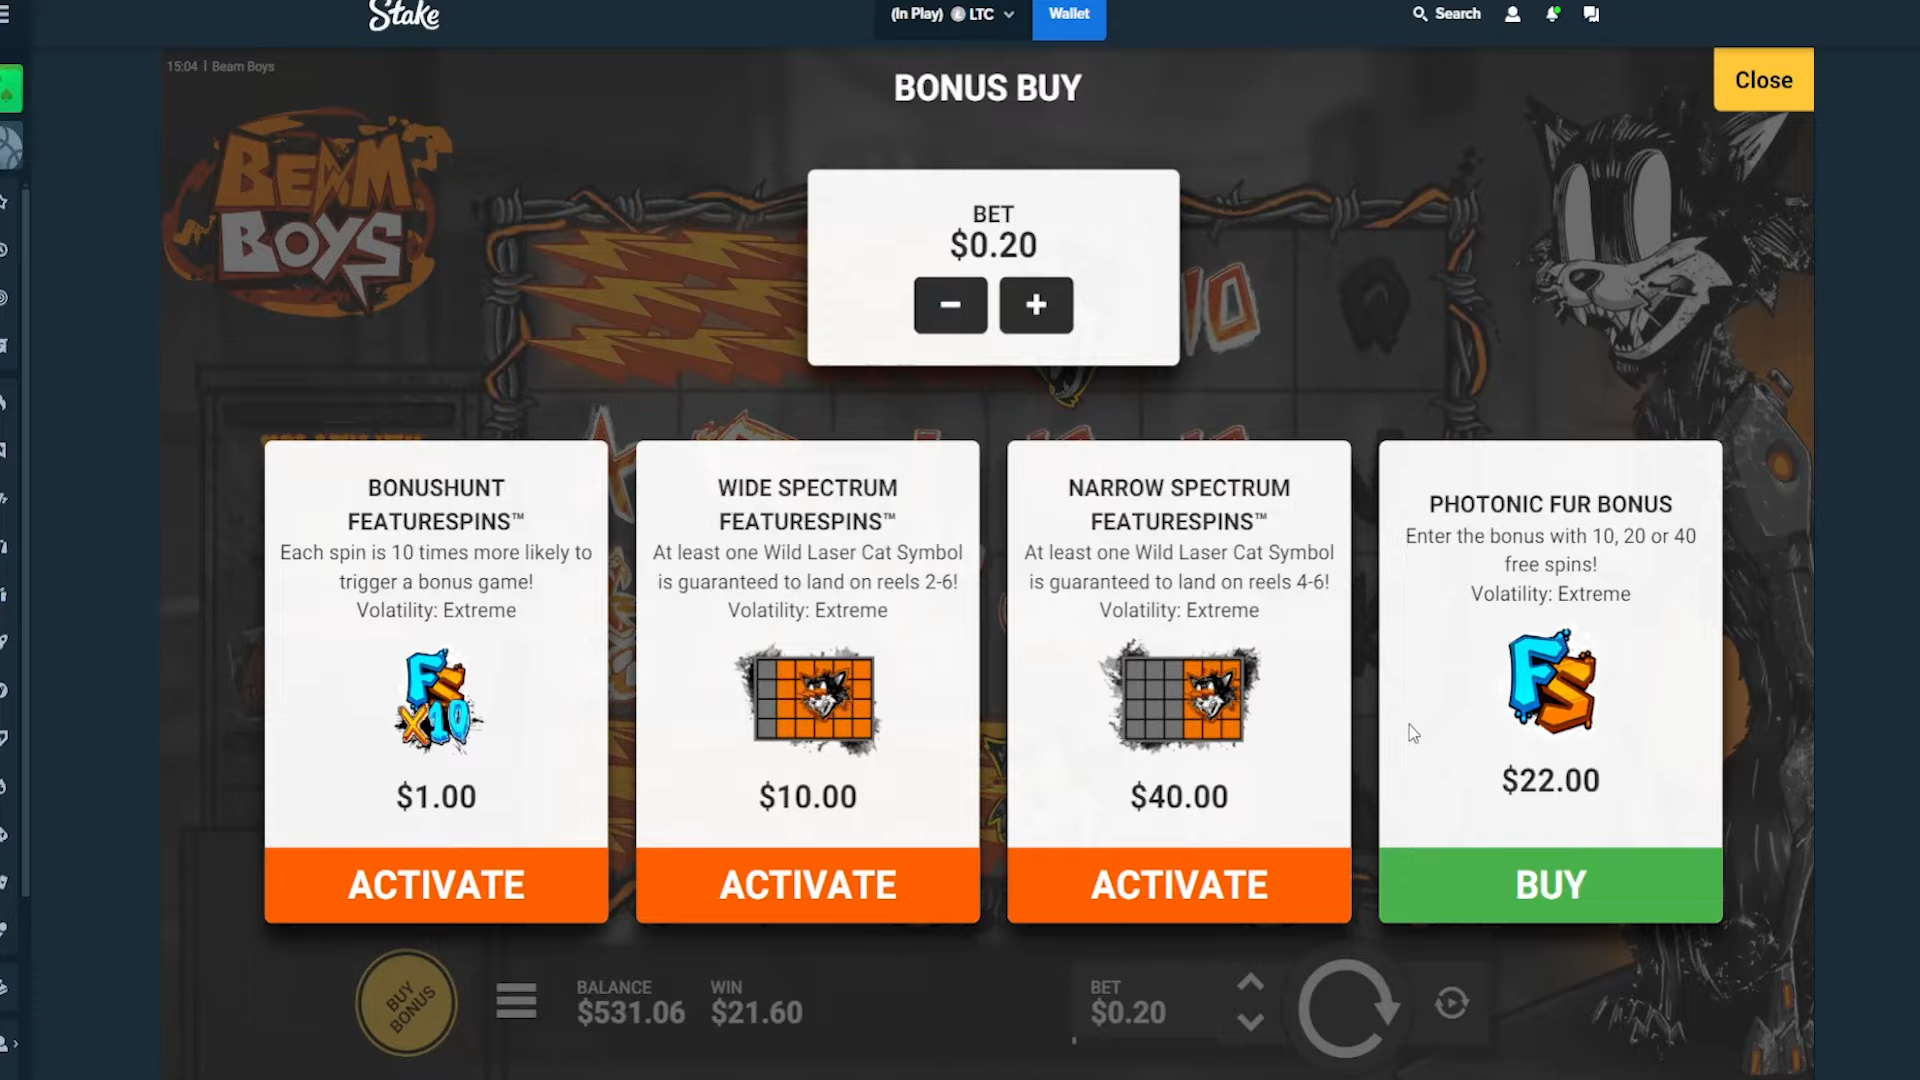 Stake
(In Play) LTC
Wallet
Search
15:04 | Beam Boys
BONUS BUY
Close
BEAM
BOYS
BET
$0.20
−
+
BONUSHUNT
FEATURESPINS™
Each spin is 10 times more likely to
trigger a bonus game!
Volatility: Extreme
FS
X10
$1.00
ACTIVATE
WIDE SPECTRUM
FEATURESPINS™
At least one Wild Laser Cat Symbol
is guaranteed to land on reels 2-6!
Volatility: Extreme
$10.00
ACTIVATE
NARROW SPECTRUM
FEATURESPINS™
At least one Wild Laser Cat Symbol
is guaranteed to land on reels 4-6!
Volatility: Extreme
$40.00
ACTIVATE
PHOTONIC FUR BONUS
Enter the bonus with 10, 20 or 40
free spins!
Volatility: Extreme
FS
$22.00
BUY
BUY
BONUS
BALANCE
$531.06
WIN
$21.60
BET
$0.20